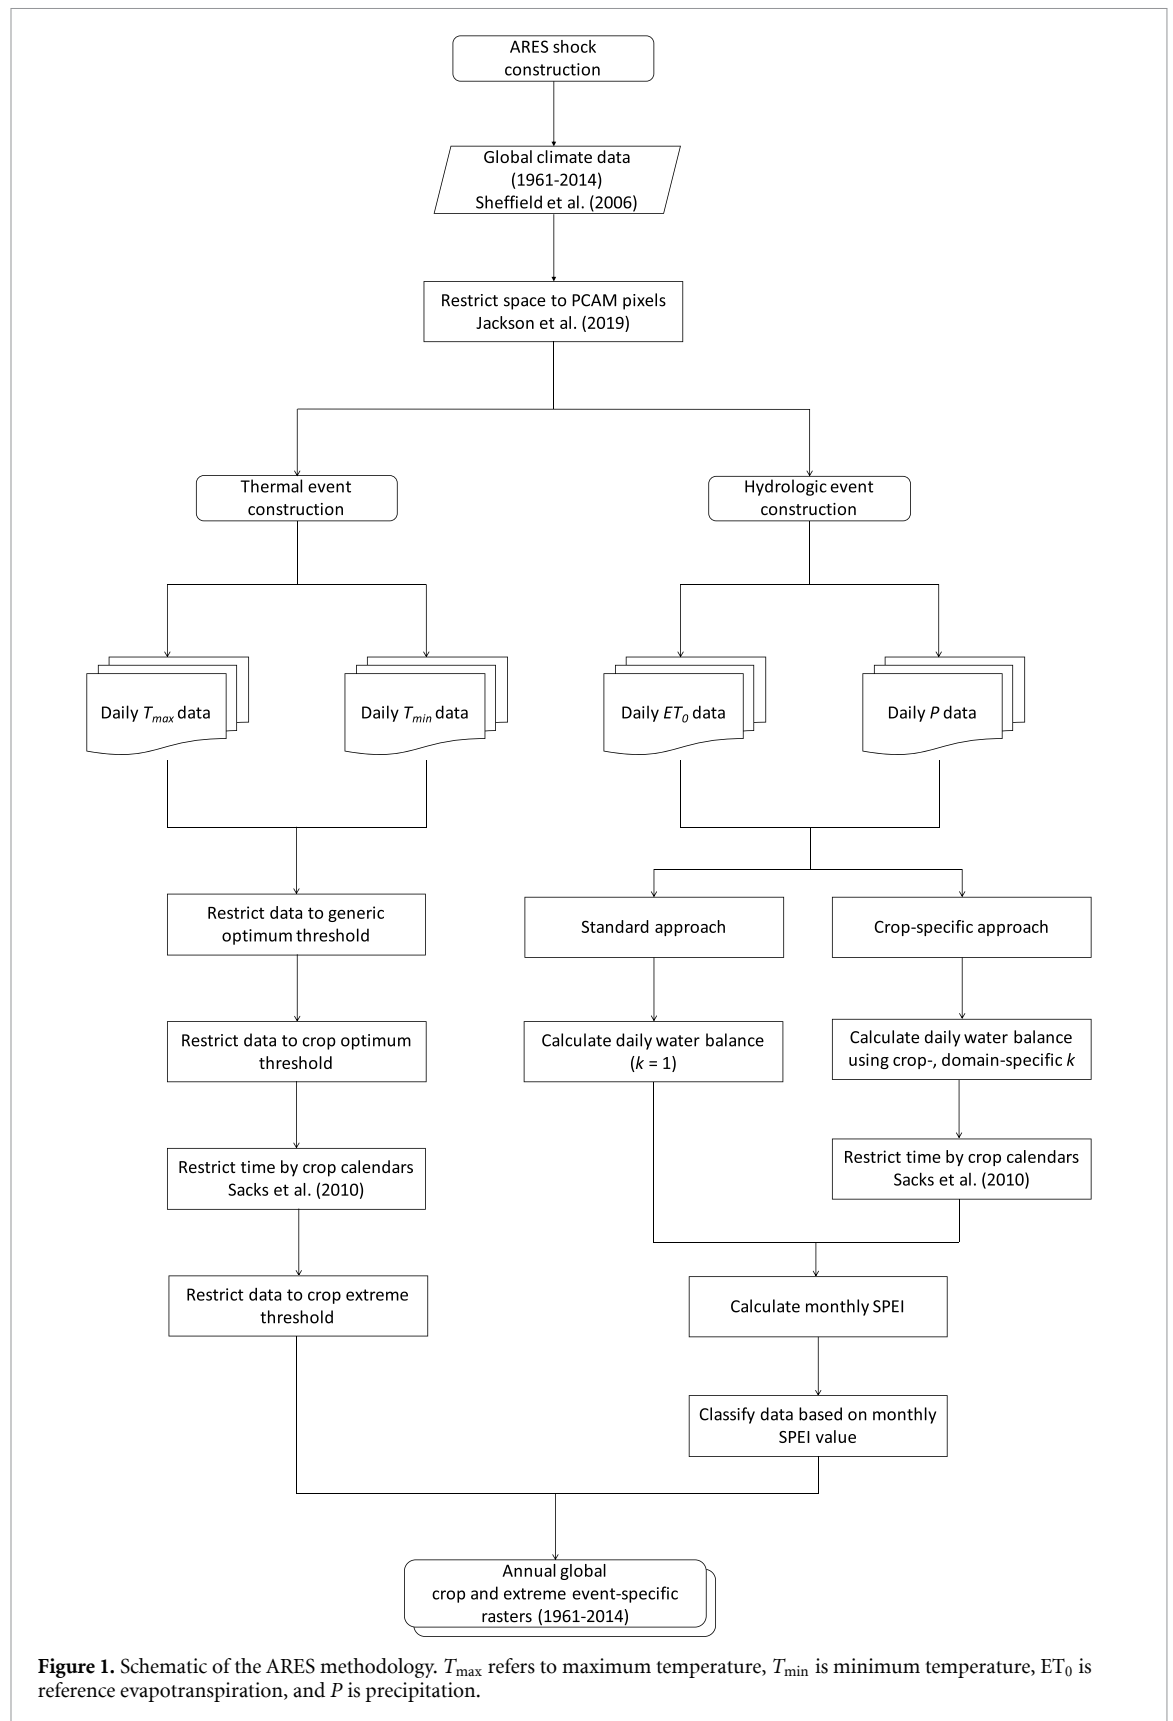 ARES shock
construction
Global climate data
(1961-2014)
Sheffield et al. (2006)
Restrict space to PCAM pixels
Jackson et al. (2019)
Thermal event
construction
Hydrologic event
construction
Daily Tmax data
Daily Tmin data
Daily ET0 data
Daily P data
Restrict data to generic
optimum threshold
Standard approach
Crop-specific approach
Restrict data to crop optimum
threshold
Calculate daily water balance
(k = 1)
Calculate daily water balance
using crop-, domain-specific k
Restrict time by crop calendars
Sacks et al. (2010)
Restrict time by crop calendars
Sacks et al. (2010)
Restrict data to crop extreme
threshold
Calculate monthly SPEI
Classify data based on monthly
SPEI value
Annual global
crop and extreme event-specific
rasters (1961-2014)
Figure 1. Schematic of the ARES methodology. Tmax refers to maximum temperature, Tmin is minimum temperature, ET0 is
reference evapotranspiration, and P is precipitation.